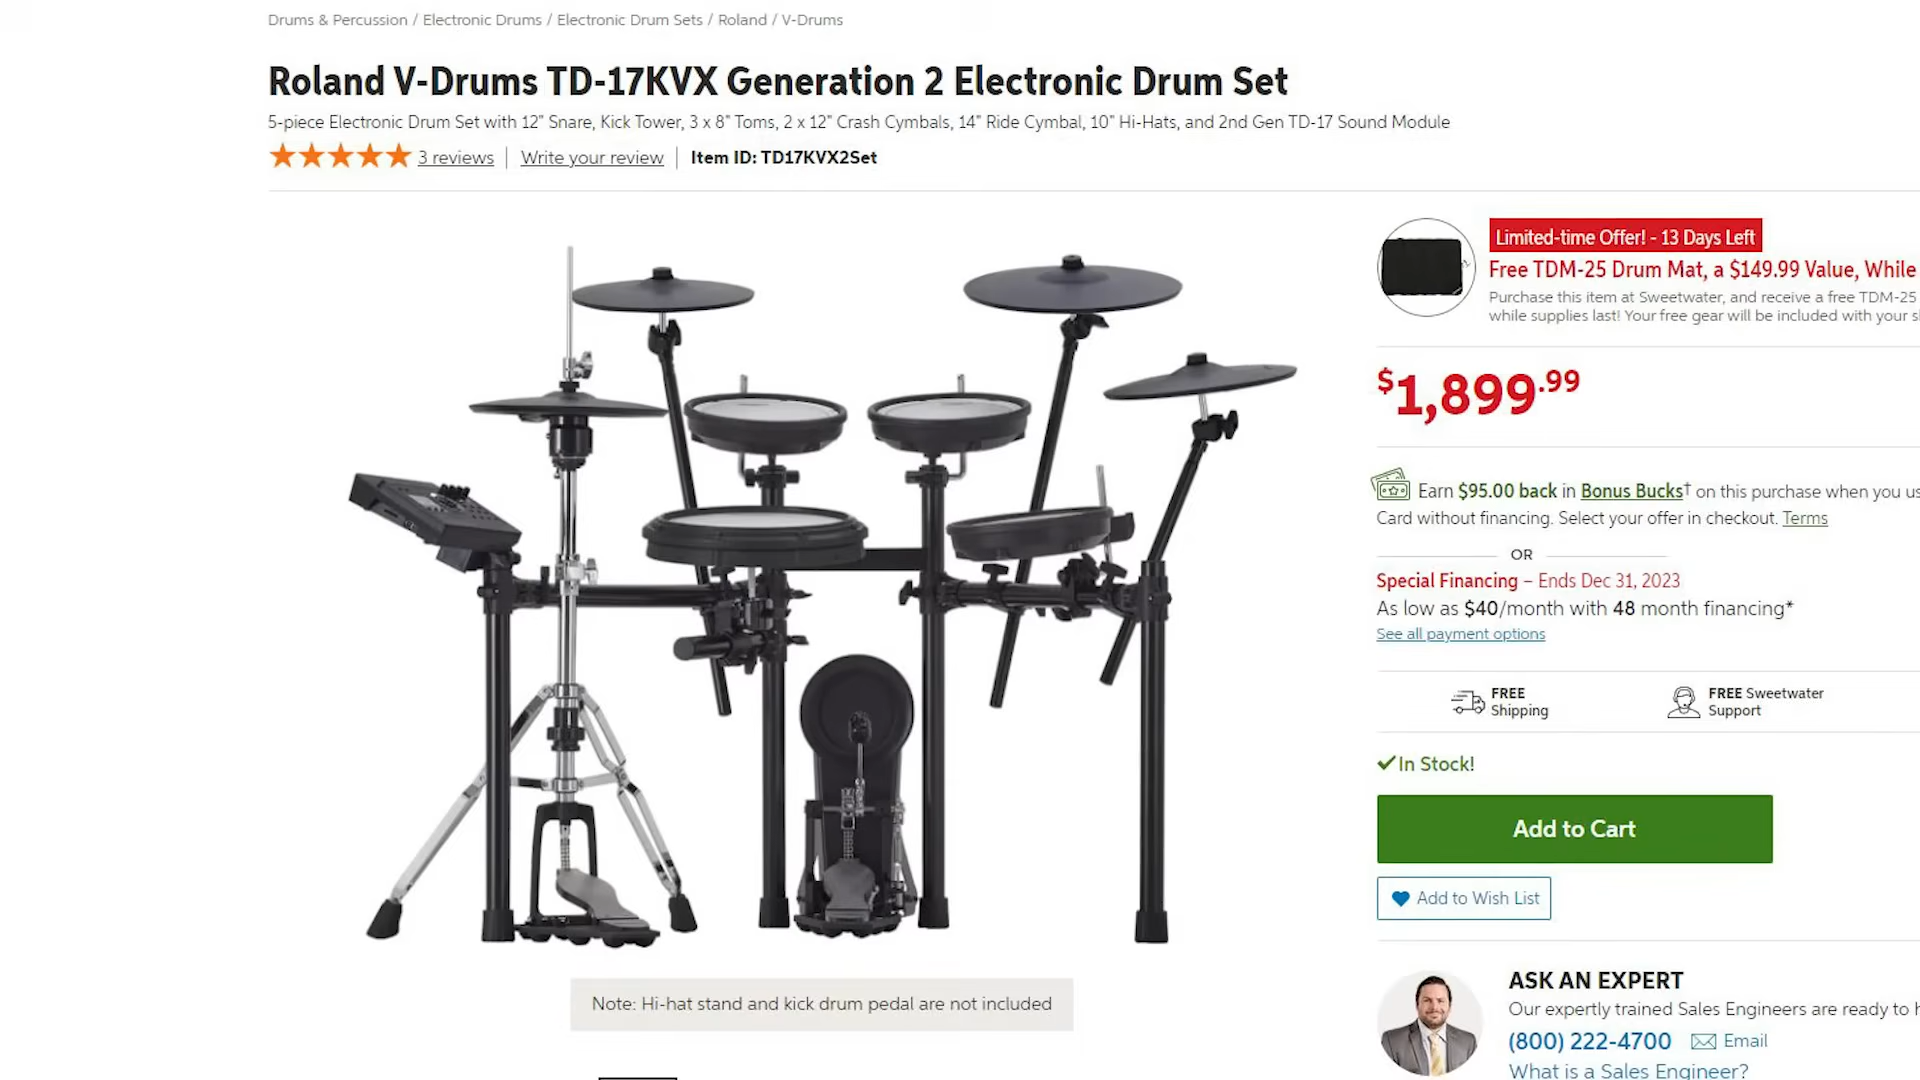 Drums & Percussion / Electronic Drums / Electronic Drum Sets / Roland / V-Drums
Roland V-Drums TD-17KVX Generation 2 Electronic Drum Set
5-piece Electronic Drum Set with 12" Snare, Kick Tower, 3 x 8" Toms, 2 x 12" Crash Cymbals, 14" Ride Cymbal, 10" Hi-Hats, and 2nd Gen TD-17 Sound Module
3 reviews | Write your review | Item ID: TD17KVX2Set
Limited-time Offer! - 13 Days Left
Free TDM-25 Drum Mat, a $149.99 Value, While
Purchase this item at Sweetwater, and receive a free TDM-25
while supplies last! Your free gear will be included with your s
$1,899.99
Earn $95.00 back in Bonus Bucks† on this purchase when you us
Card without financing. Select your offer in checkout. Terms
OR
Special Financing – Ends Dec 31, 2023
As low as $40/month with 48 month financing*
See all payment options
FREE Shipping
FREE Sweetwater Support
In Stock!
Add to Cart
Add to Wish List
Note: Hi-hat stand and kick drum pedal are not included
ASK AN EXPERT
Our expertly trained Sales Engineers are ready to h
(800) 222-4700 Email
What is a Sales Engineer?